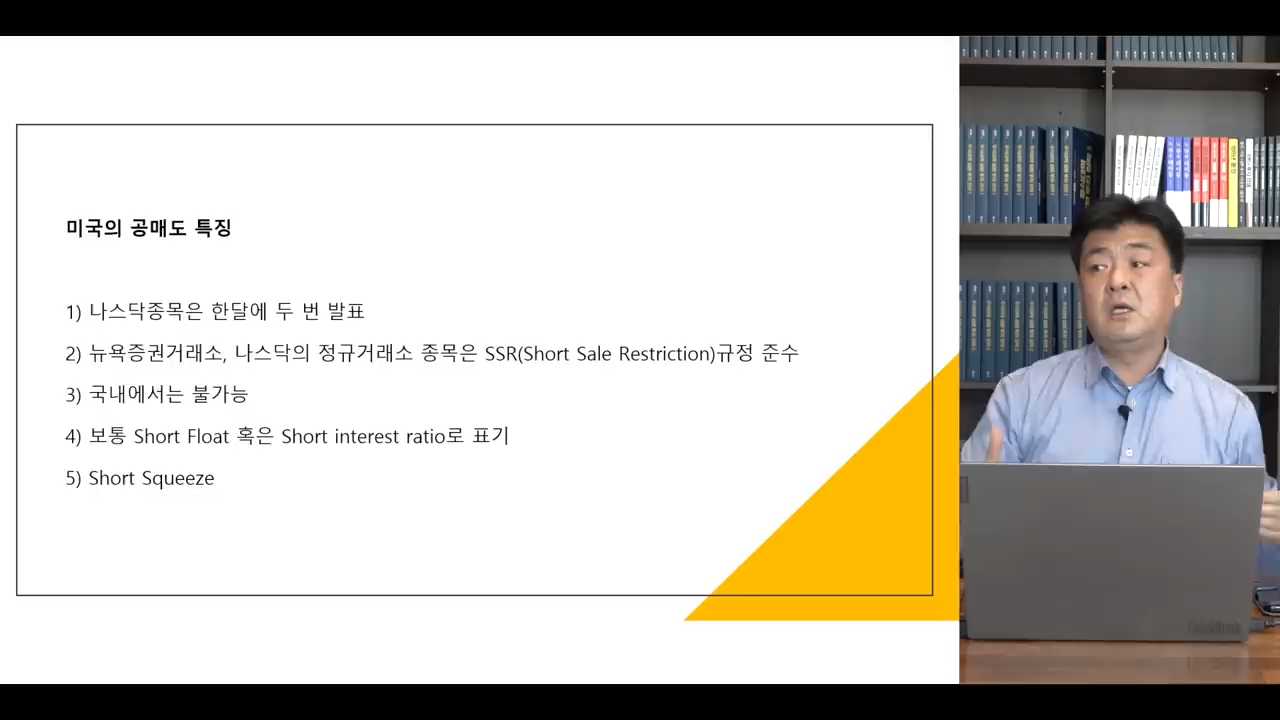 미국의 공매도 특징
1) 나스닥종목은 한달에 두 번 발표
2) 뉴욕증권거래소, 나스닥의 정규거래소 종목은 SSR(Short Sale Restriction)규정 준수
3) 국내에서는 불가능
4) 보통 Short Float 혹은 Short interest ratio로 표기
5) Short Squeeze
ThinkBook